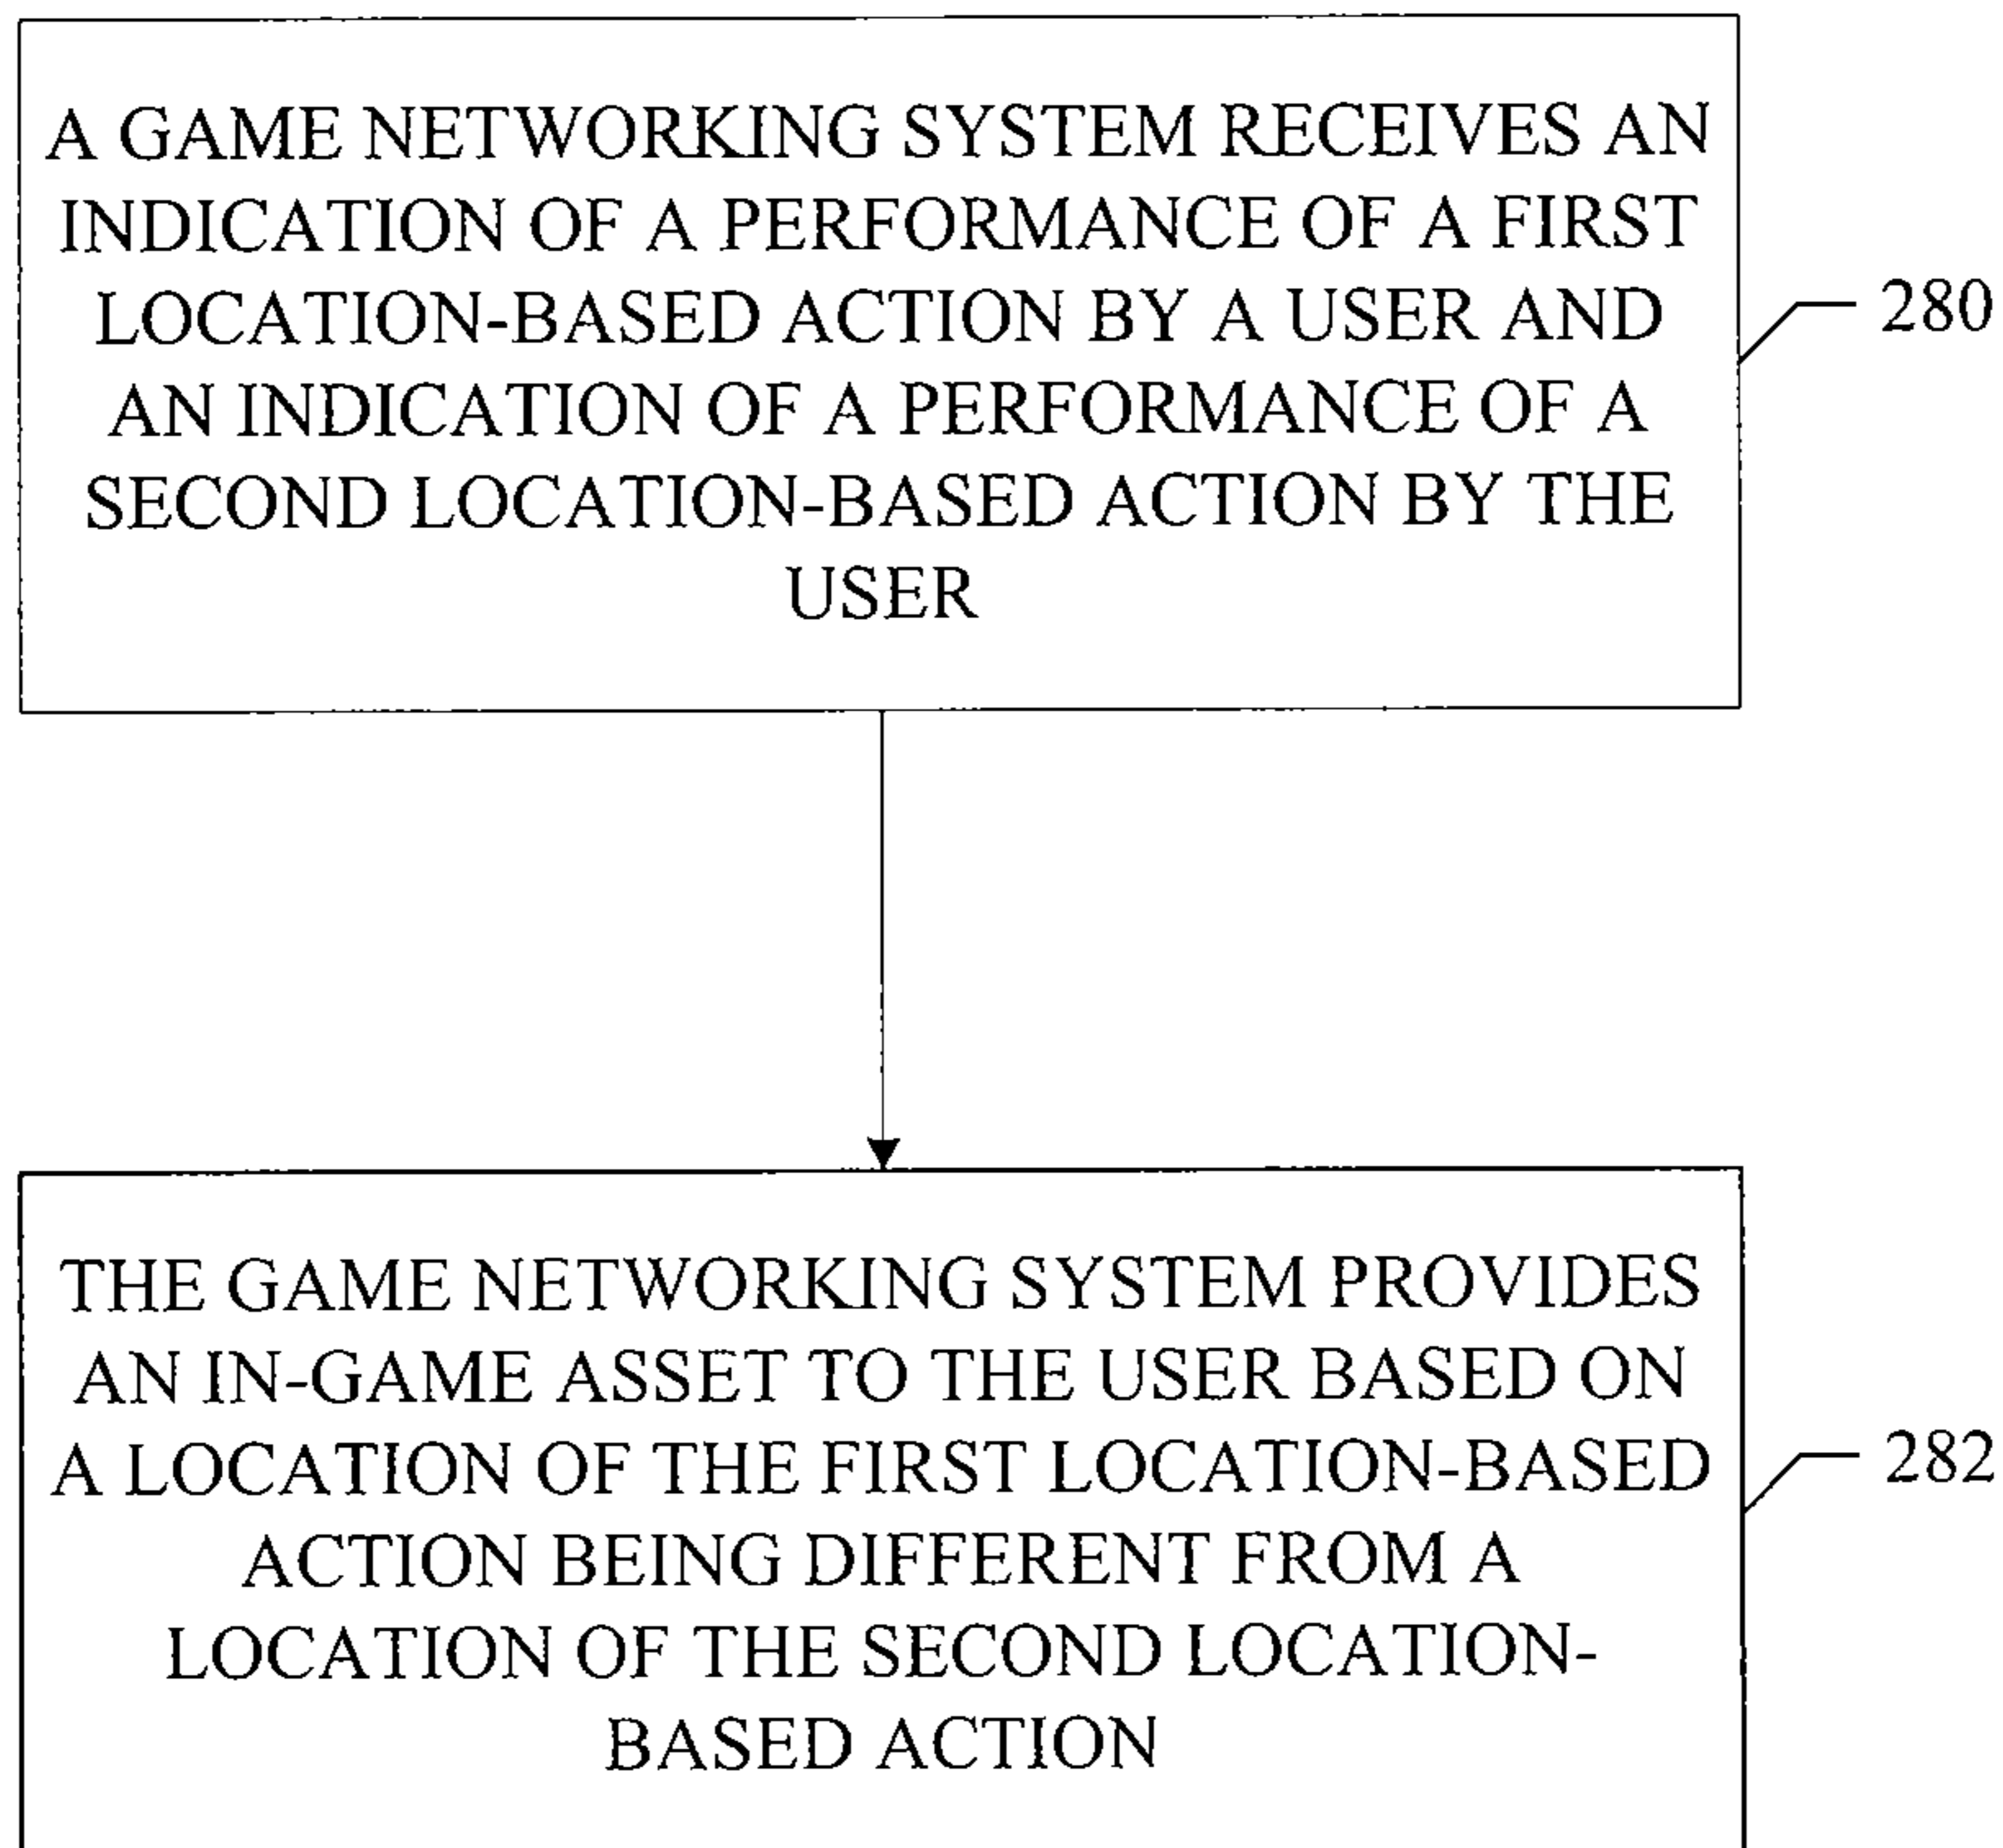 A GAME NETWORKING SYSTEM RECEIVES AN
INDICATION OF A PERFORMANCE OF A FIRST
LOCATION-BASED ACTION BY A USER AND
AN INDICATION OF A PERFORMANCE OF A
SECOND LOCATION-BASED ACTION BY THE
USER
280
THE GAME NETWORKING SYSTEM PROVIDES
AN IN-GAME ASSET TO THE USER BASED ON
A LOCATION OF THE FIRST LOCATION-BASED
ACTION BEING DIFFERENT FROM A
LOCATION OF THE SECOND LOCATION-
BASED ACTION
282